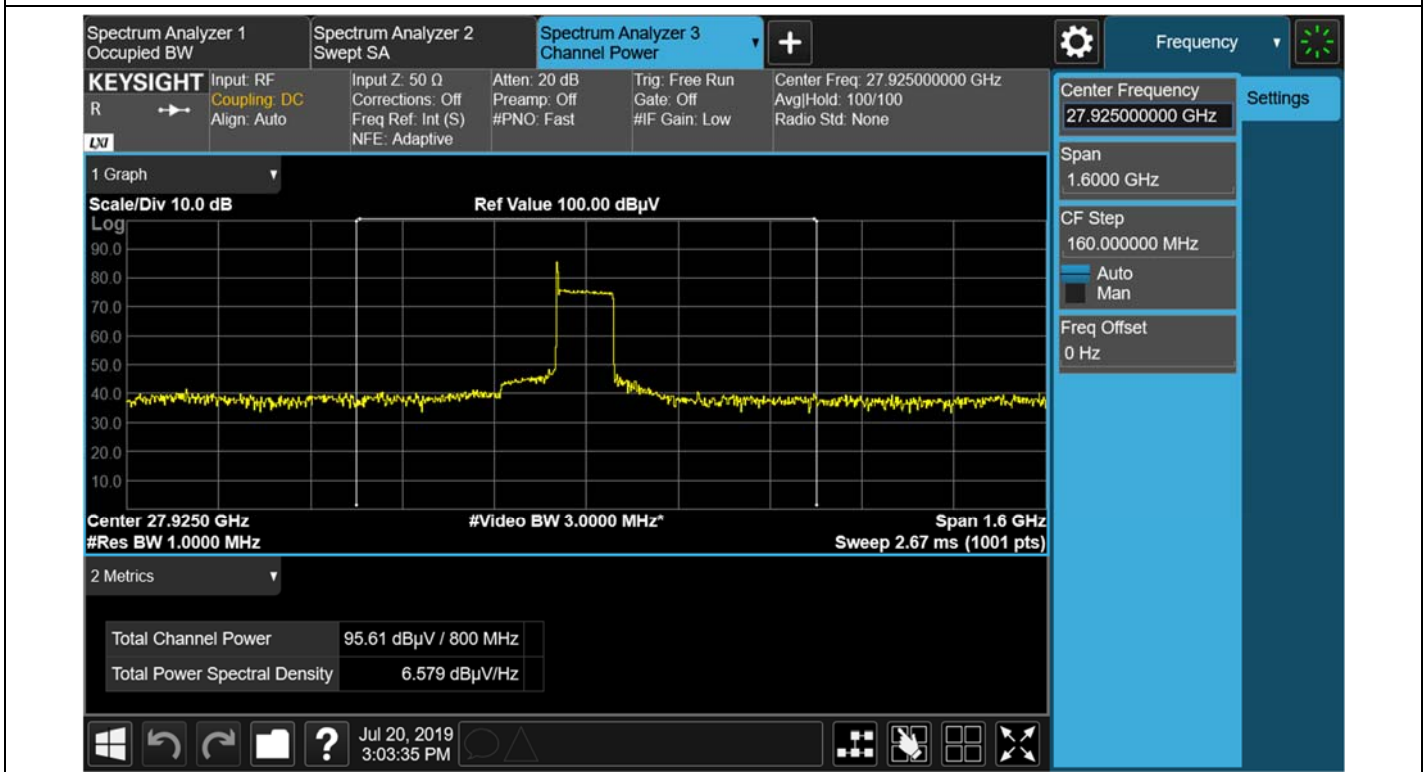 Spectrum Analyzer 1
Occupied BW
Spectrum Analyzer 2
Swept SA
Spectrum Analyzer 3
Channel Power
Frequency
KEYSIGHT
R
LXI
Input: RF
Coupling: DC
Align: Auto
Input Z: 50 Ω
Corrections: Off
Freq Ref: Int (S)
NFE: Adaptive
Atten: 20 dB
Preamp: Off
#PNO: Fast
Trig: Free Run
Gate: Off
#IF Gain: Low
Center Freq: 27.925000000 GHz
Avg|Hold: 100/100
Radio Std: None
Center Frequency
27.925000000 GHz
Settings
Span
1.6000 GHz
CF Step
160.000000 MHz
Auto
Man
Freq Offset
0 Hz
1 Graph
Scale/Div 10.0 dB
Ref Value 100.00 dBµV
Log
90.0
80.0
70.0
60.0
50.0
40.0
30.0
20.0
10.0
Center 27.9250 GHz
#Video BW 3.0000 MHz*
Span 1.6 GHz
#Res BW 1.0000 MHz
Sweep 2.67 ms (1001 pts)
2 Metrics
Total Channel Power 95.61 dBµV / 800 MHz
Total Power Spectral Density 6.579 dBµV/Hz
?
Jul 20, 2019
3:03:35 PM